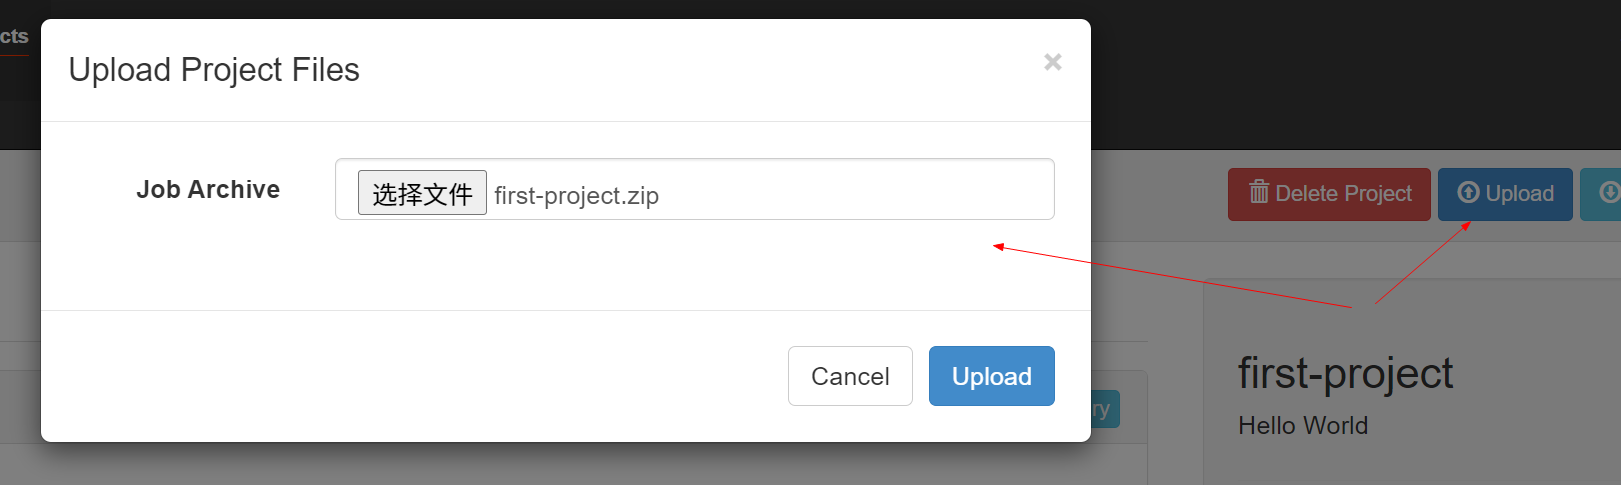 cts
Upload Project Files
×
Job Archive
选择文件 first-project.zip
Delete Project
Upload
Cancel
Upload
ry
first-project
Hello World